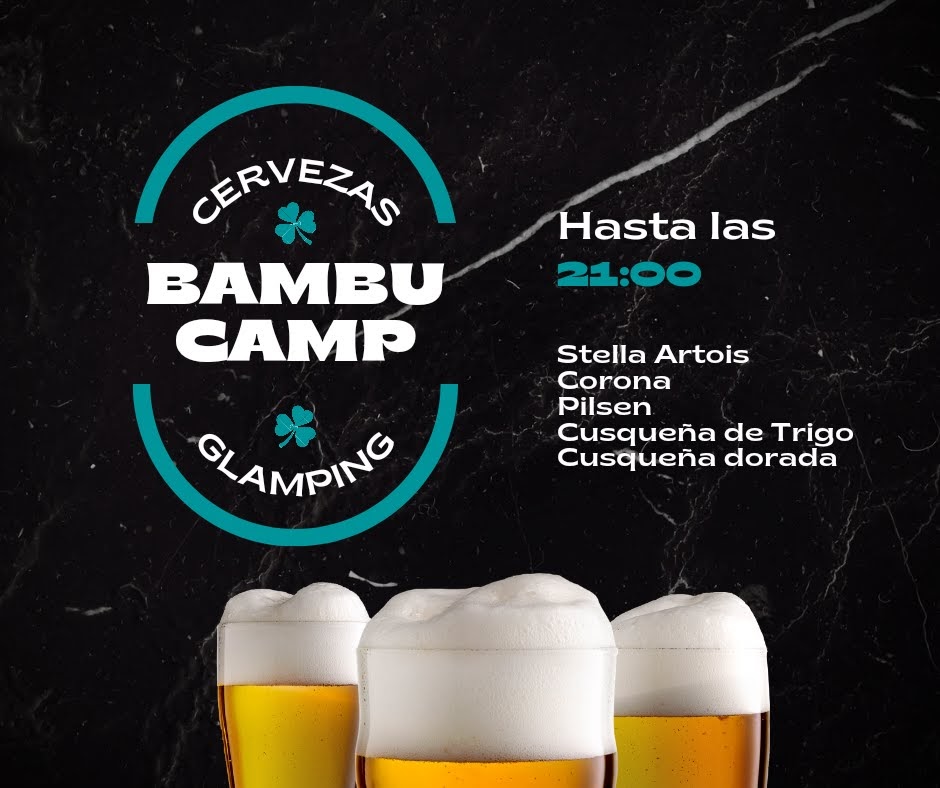 CERVEZAS
BAMBU
CAMP
GLAMPING
Hasta las
21:00
Stella Artois
Corona
Pilsen
Cusqueña de Trigo
Cusqueña dorada